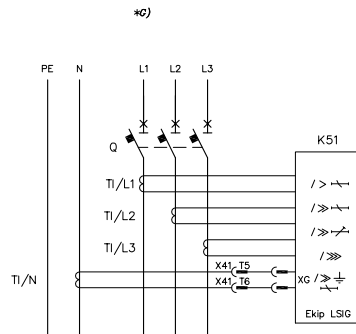 *G)
PE N L1 L2 L3
Q
K51
TI/L1
TI/L2
TI/L3
TI/N
X41 T5
X41 T6
XG
/>
/≫
/≫
/⋙
/≫
Ekip LSIG